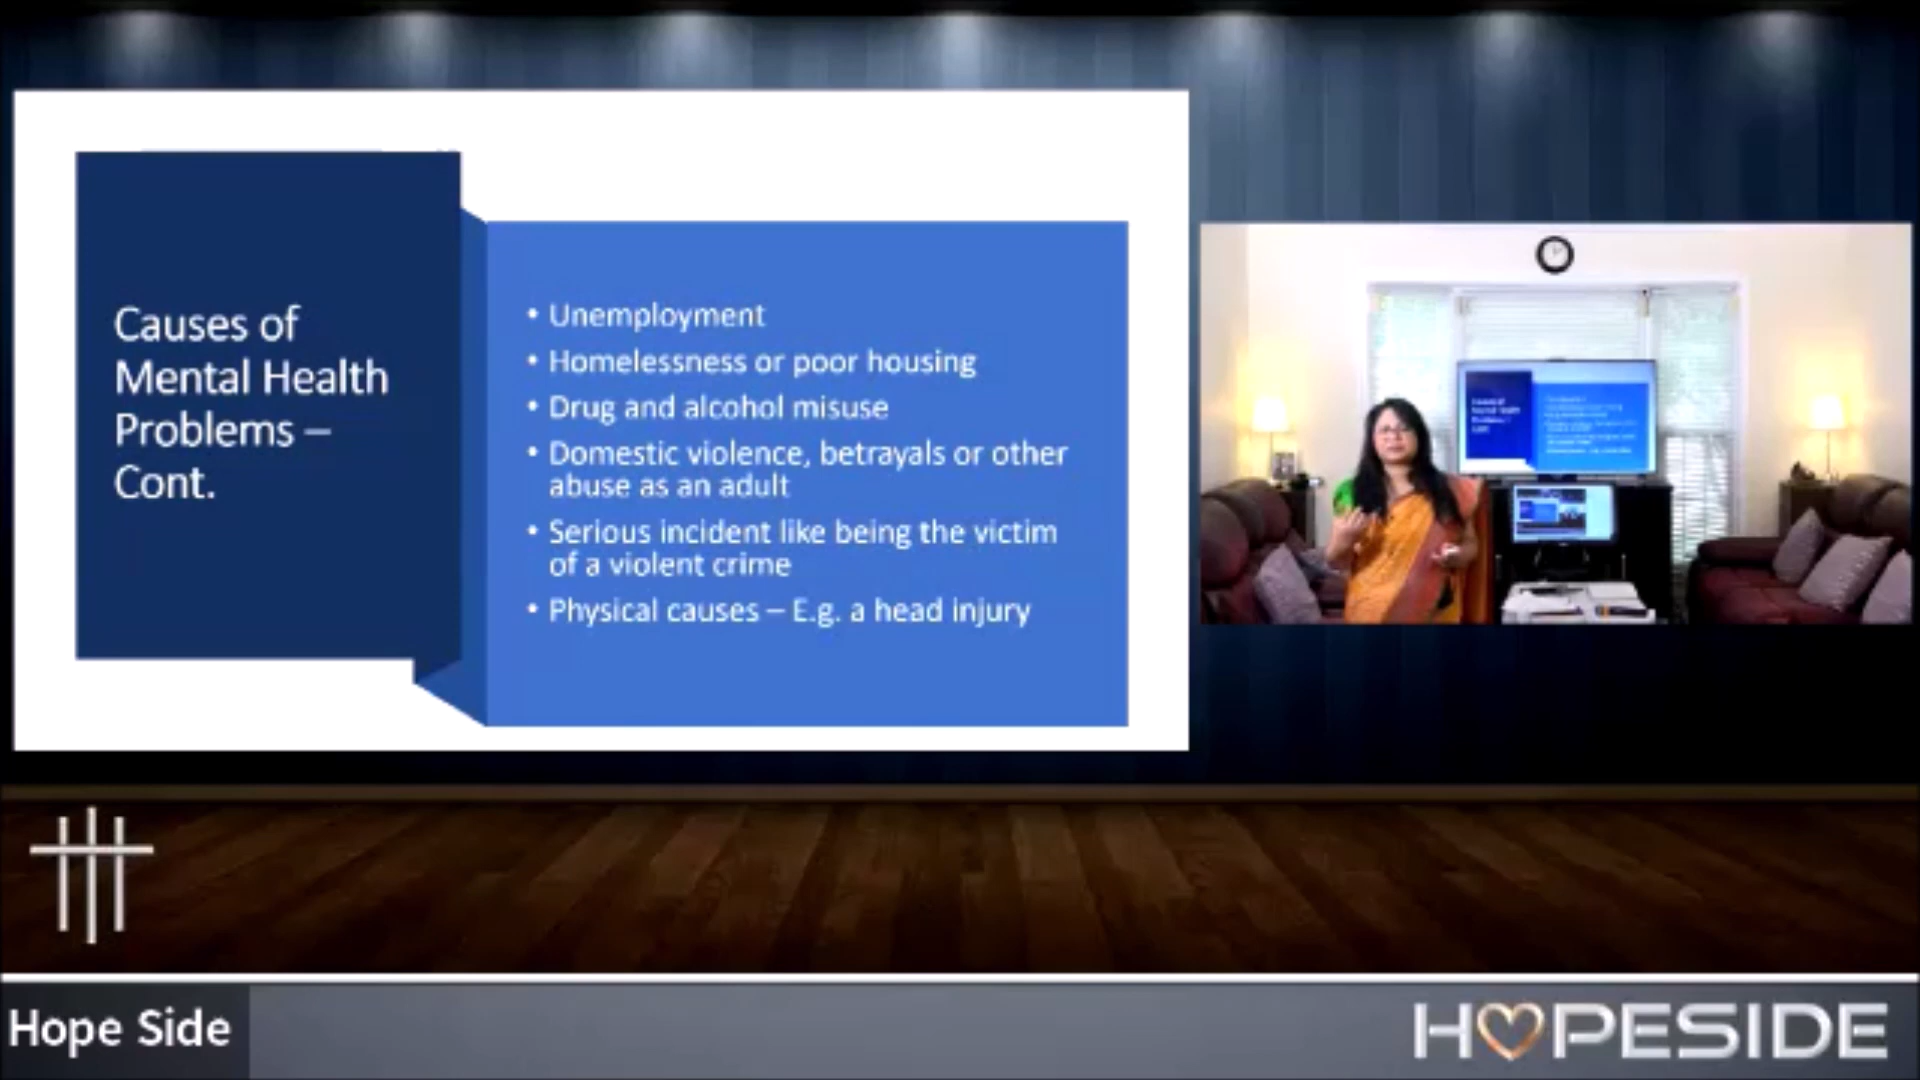 Causes of
Mental Health
Problems –
Cont.
• Unemployment
• Homelessness or poor housing
• Drug and alcohol misuse
• Domestic violence, betrayals or other
abuse as an adult
• Serious incident like being the victim
of a violent crime
• Physical causes – E.g. a head injury
Hope Side
HOPESIDE